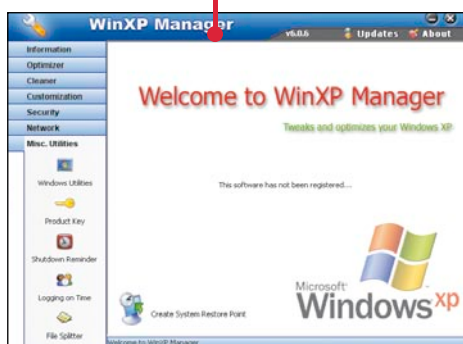 WinXP Manager
v6.0.6
Updates
About
Information
Optimizer
Cleaner
Customization
Security
Network
Misc. Utilities
Windows Utilities
Product Key
Shutdown Reminder
Logging on Time
File Splitter
Welcome to WinXP Manager
Tweaks and optimizes your Windows XP
This software has not been registered...
Create System Restore Point
Microsoft
Windows xp
Welcome to WinXP Manager